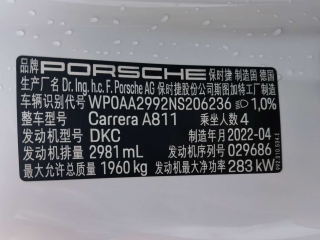 品牌 PORSCHE 保时捷 制造国 德国
生产厂名 Dr. Ing. h.c. F. Porsche AG 保时捷股份公司斯图加特工厂制造
车辆识别代号 WP0AA2992NS206236 1,0%
整车型号 Carrera A811 乘坐人数 4
发动机型号 DKC 制造年月 2022-04
发动机排量 2981 mL 发动机序列号 029686
最大允许总质量 1960 kg 发动机最大净功率 283 kW